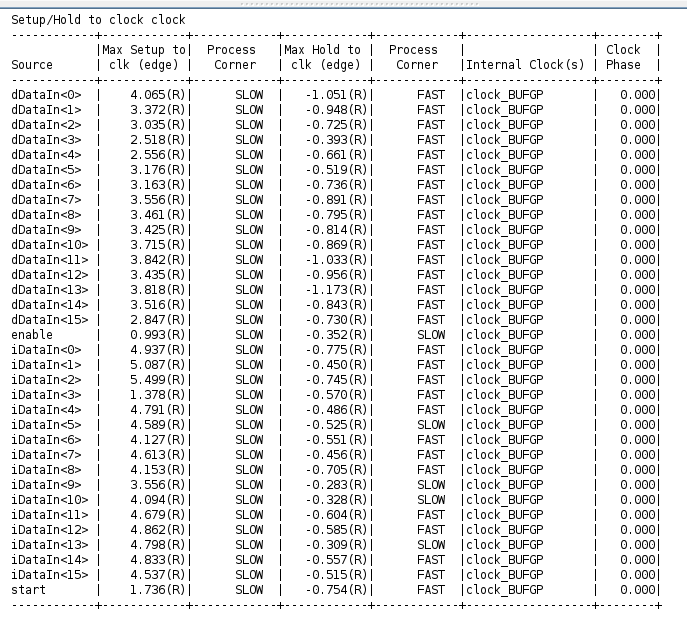 Setup/Hold to clock clock
------------+------------+------------+------------+------------+------------------+--------+
            |Max Setup to|  Process   |Max Hold to |  Process   |                  | Clock  |
Source      | clk (edge) |   Corner   | clk (edge) |   Corner   |Internal Clock(s) | Phase  |
------------+------------+------------+------------+------------+------------------+--------+
dDataIn<0>  |    4.065(R)|      SLOW  |   -1.051(R)|      FAST  |clock_BUFGP       |   0.000|
dDataIn<1>  |    3.372(R)|      SLOW  |   -0.948(R)|      FAST  |clock_BUFGP       |   0.000|
dDataIn<2>  |    3.035(R)|      SLOW  |   -0.725(R)|      FAST  |clock_BUFGP       |   0.000|
dDataIn<3>  |    2.518(R)|      SLOW  |   -0.393(R)|      FAST  |clock_BUFGP       |   0.000|
dDataIn<4>  |    2.556(R)|      SLOW  |   -0.661(R)|      FAST  |clock_BUFGP       |   0.000|
dDataIn<5>  |    3.176(R)|      SLOW  |   -0.519(R)|      FAST  |clock_BUFGP       |   0.000|
dDataIn<6>  |    3.163(R)|      SLOW  |   -0.736(R)|      FAST  |clock_BUFGP       |   0.000|
dDataIn<7>  |    3.556(R)|      SLOW  |   -0.891(R)|      FAST  |clock_BUFGP       |   0.000|
dDataIn<8>  |    3.461(R)|      SLOW  |   -0.795(R)|      FAST  |clock_BUFGP       |   0.000|
dDataIn<9>  |    3.425(R)|      SLOW  |   -0.814(R)|      FAST  |clock_BUFGP       |   0.000|
dDataIn<10> |    3.715(R)|      SLOW  |   -0.869(R)|      FAST  |clock_BUFGP       |   0.000|
dDataIn<11> |    3.842(R)|      SLOW  |   -1.033(R)|      FAST  |clock_BUFGP       |   0.000|
dDataIn<12> |    3.435(R)|      SLOW  |   -0.956(R)|      FAST  |clock_BUFGP       |   0.000|
dDataIn<13> |    3.818(R)|      SLOW  |   -1.173(R)|      FAST  |clock_BUFGP       |   0.000|
dDataIn<14> |    3.516(R)|      SLOW  |   -0.843(R)|      FAST  |clock_BUFGP       |   0.000|
dDataIn<15> |    2.847(R)|      SLOW  |   -0.730(R)|      FAST  |clock_BUFGP       |   0.000|
enable      |    0.993(R)|      SLOW  |   -0.352(R)|      SLOW  |clock_BUFGP       |   0.000|
iDataIn<0>  |    4.937(R)|      SLOW  |   -0.775(R)|      FAST  |clock_BUFGP       |   0.000|
iDataIn<1>  |    5.087(R)|      SLOW  |   -0.450(R)|      FAST  |clock_BUFGP       |   0.000|
iDataIn<2>  |    5.499(R)|      SLOW  |   -0.745(R)|      FAST  |clock_BUFGP       |   0.000|
iDataIn<3>  |    1.378(R)|      SLOW  |   -0.570(R)|      FAST  |clock_BUFGP       |   0.000|
iDataIn<4>  |    4.791(R)|      SLOW  |   -0.486(R)|      FAST  |clock_BUFGP       |   0.000|
iDataIn<5>  |    4.589(R)|      SLOW  |   -0.525(R)|      SLOW  |clock_BUFGP       |   0.000|
iDataIn<6>  |    4.127(R)|      SLOW  |   -0.551(R)|      FAST  |clock_BUFGP       |   0.000|
iDataIn<7>  |    4.613(R)|      SLOW  |   -0.456(R)|      FAST  |clock_BUFGP       |   0.000|
iDataIn<8>  |    4.153(R)|      SLOW  |   -0.705(R)|      FAST  |clock_BUFGP       |   0.000|
iDataIn<9>  |    3.556(R)|      SLOW  |   -0.283(R)|      SLOW  |clock_BUFGP       |   0.000|
iDataIn<10> |    4.094(R)|      SLOW  |   -0.328(R)|      SLOW  |clock_BUFGP       |   0.000|
iDataIn<11> |    4.679(R)|      SLOW  |   -0.604(R)|      FAST  |clock_BUFGP       |   0.000|
iDataIn<12> |    4.862(R)|      SLOW  |   -0.585(R)|      FAST  |clock_BUFGP       |   0.000|
iDataIn<13> |    4.798(R)|      SLOW  |   -0.309(R)|      SLOW  |clock_BUFGP       |   0.000|
iDataIn<14> |    4.833(R)|      SLOW  |   -0.557(R)|      FAST  |clock_BUFGP       |   0.000|
iDataIn<15> |    4.537(R)|      SLOW  |   -0.515(R)|      FAST  |clock_BUFGP       |   0.000|
start       |    1.736(R)|      SLOW  |   -0.754(R)|      FAST  |clock_BUFGP       |   0.000|
------------+------------+------------+------------+------------+------------------+--------+